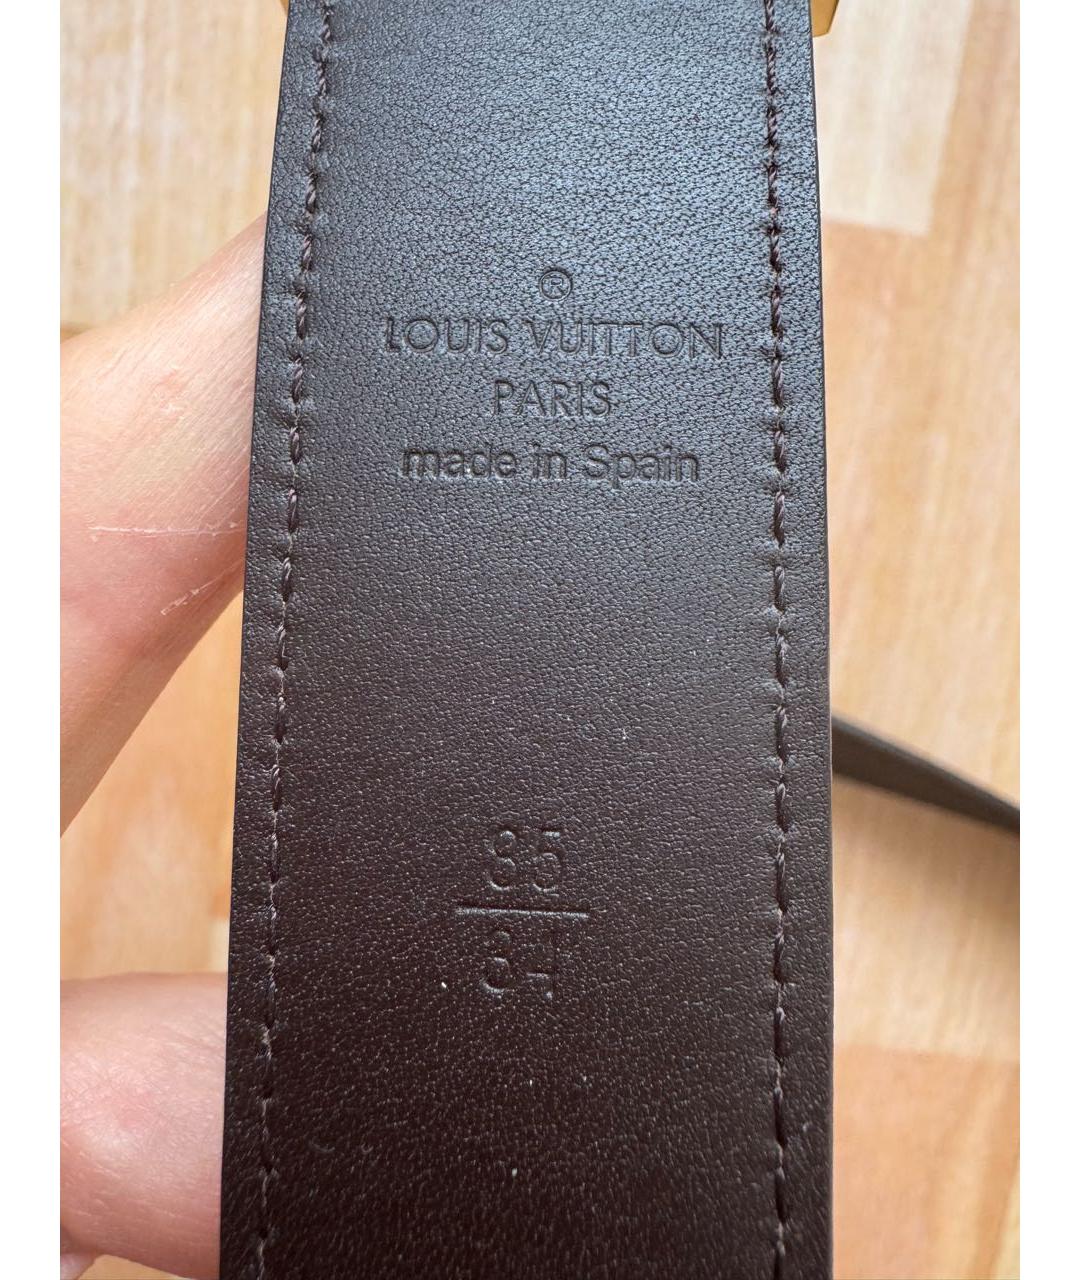 ®
LOUIS VUITTON
PARIS
made in Spain
85
34